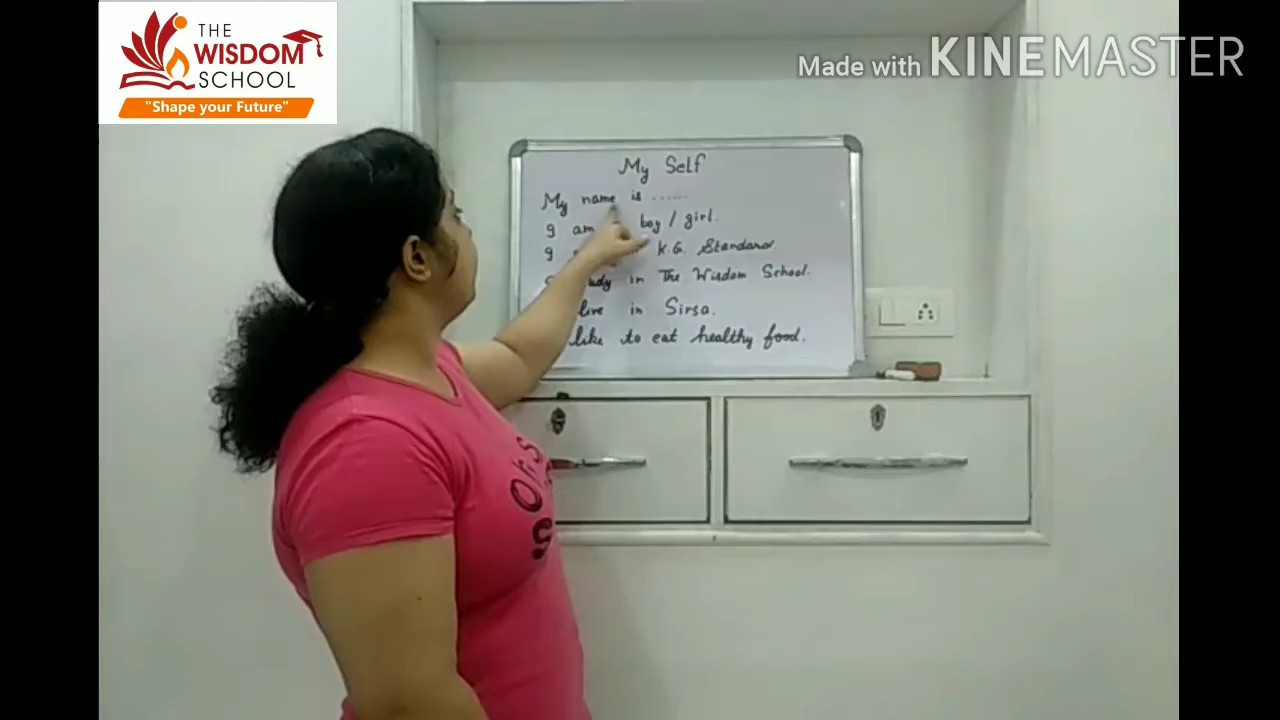 THE
WISDOM
SCHOOL
"Shape your Future"
Made with KINEMASTER
My Self
My name is ......
I am boy / girl.
I K.G. Standard.
in The Wisdom School.
live in Sirsa.
like to eat healthy food.